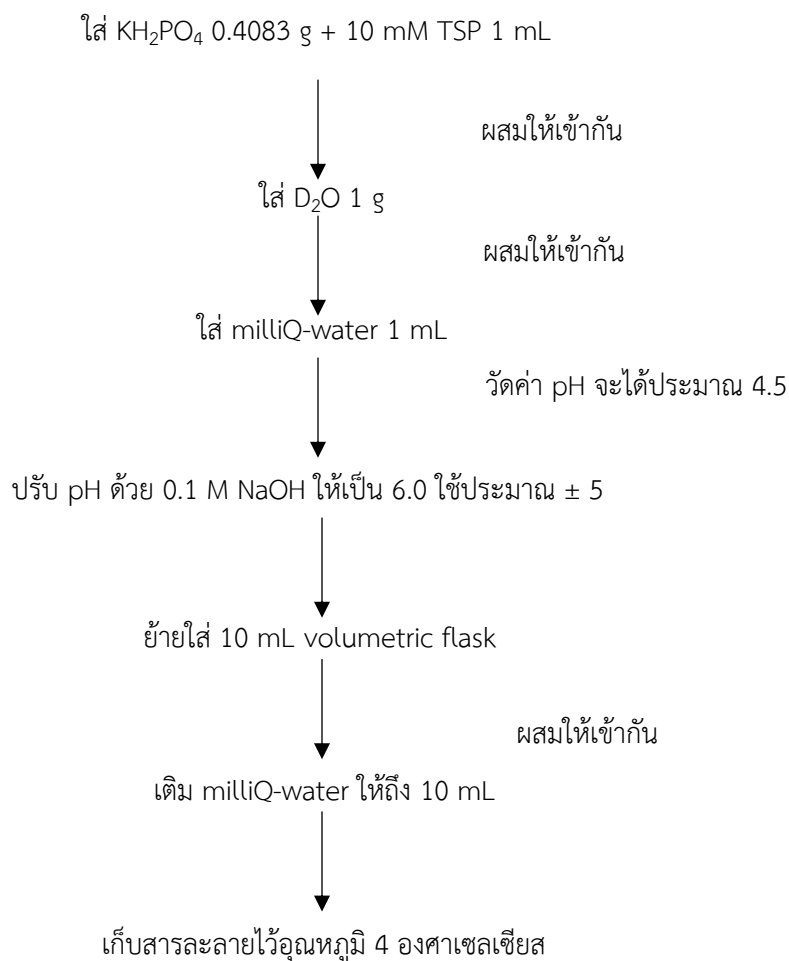 ใส่ KH₂PO₄ 0.4083 g + 10 mM TSP 1 mL
ผสมให้เข้ากัน
ใส่ D₂O 1 g
ผสมให้เข้ากัน
ใส่ milliQ-water 1 mL
วัดค่า pH จะได้ประมาณ 4.5
ปรับ pH ด้วย 0.1 M NaOH ให้เป็น 6.0 ใช้ประมาณ ± 5
ย้ายใส่ 10 mL volumetric flask
ผสมให้เข้ากัน
เติม milliQ-water ให้ถึง 10 mL
เก็บสารละลายไว้อุณหภูมิ 4 องศาเซลเซียส